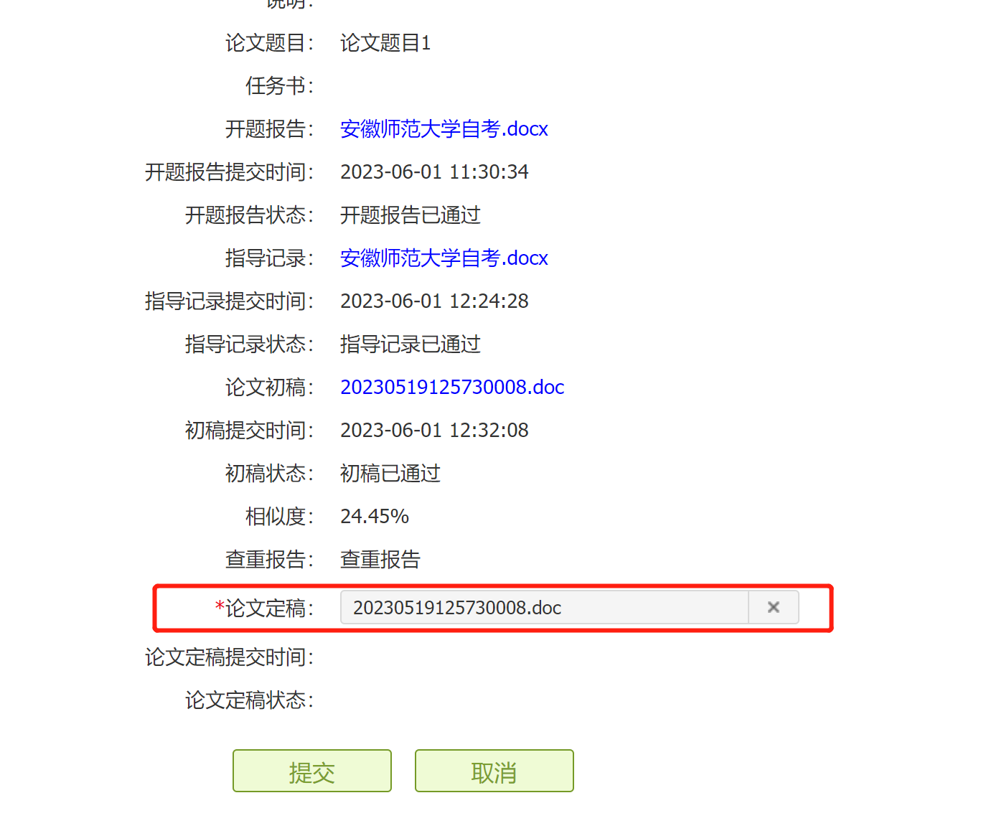 说明：
论文题目： 论文题目1
任务书：
开题报告： 安徽师范大学自考.docx
开题报告提交时间： 2023-06-01 11:30:34
开题报告状态： 开题报告已通过
指导记录： 安徽师范大学自考.docx
指导记录提交时间： 2023-06-01 12:24:28
指导记录状态： 指导记录已通过
论文初稿： 20230519125730008.doc
初稿提交时间： 2023-06-01 12:32:08
初稿状态： 初稿已通过
相似度： 24.45%
查重报告： 查重报告
*论文定稿： 20230519125730008.doc
论文定稿提交时间：
论文定稿状态：
提交 取消